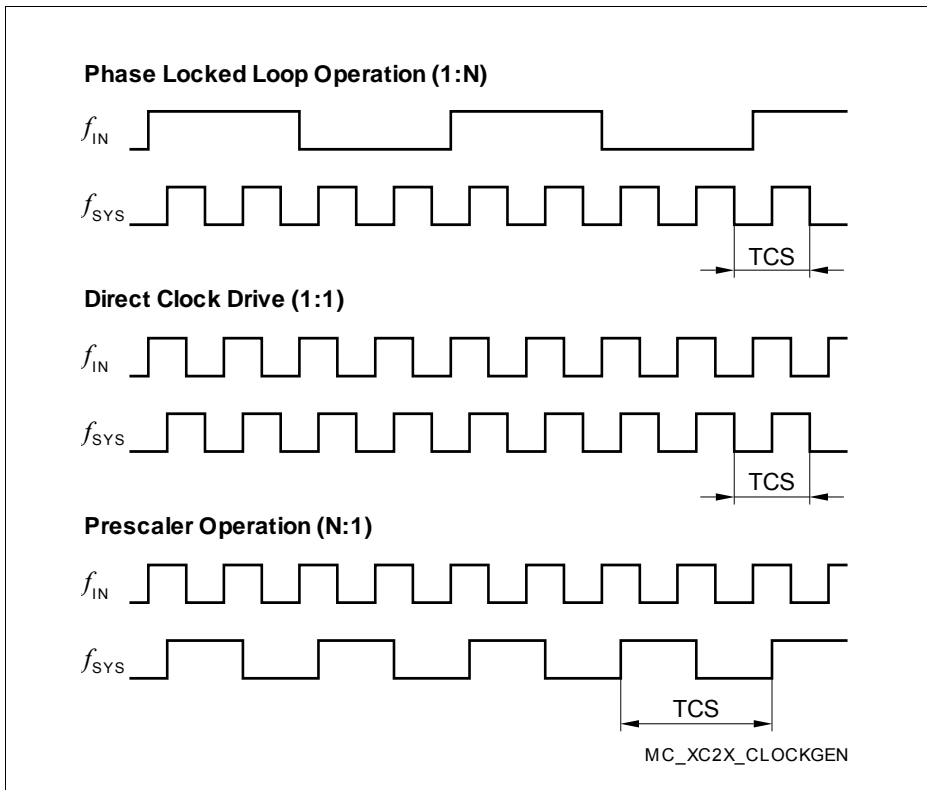 Phase Locked Loop Operation (1:N)
fIN
fSYS
TCS
Direct Clock Drive (1:1)
fIN
fSYS
TCS
Prescaler Operation (N:1)
fIN
fSYS
TCS
MC_XC2X_CLOCKGEN